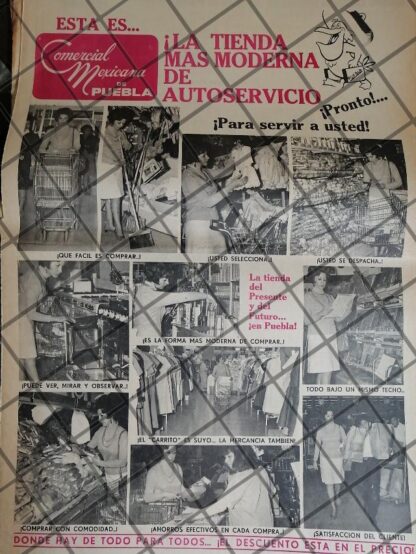 ESTA ES...
Comercial
Mexicana
DE
PUEBLA
¡LA TIENDA
MAS MODERNA
DE
AUTOSERVICIO
¡Pronto!...
¡Para servir a usted!
¡QUE FACIL ES COMPRAR..!
¡USTED SELECCIONA..!
¡USTED SE DESPACHA..!
La tienda
del
Presente
y del
Futuro...
¡en Puebla!
¡PUEDE VER, MIRAR Y OBSERVAR..!
¡ES LA FORMA MAS MODERNA DE COMPRAR..!
TODO BAJO UN MISMO TECHO..
¡EL "CARRITO" ES SUYO... LA MERCANCIA TAMBIEN!
¡COMPRAR CON COMODIDAD..!
¡AHORROS EFECTIVOS EN CADA COMPRA..!
¡SATISFACCION DEL CLIENTE!
DONDE HAY DE TODO PARA TODOS... ¡EL DESCUENTO ESTA EN EL PRECIO